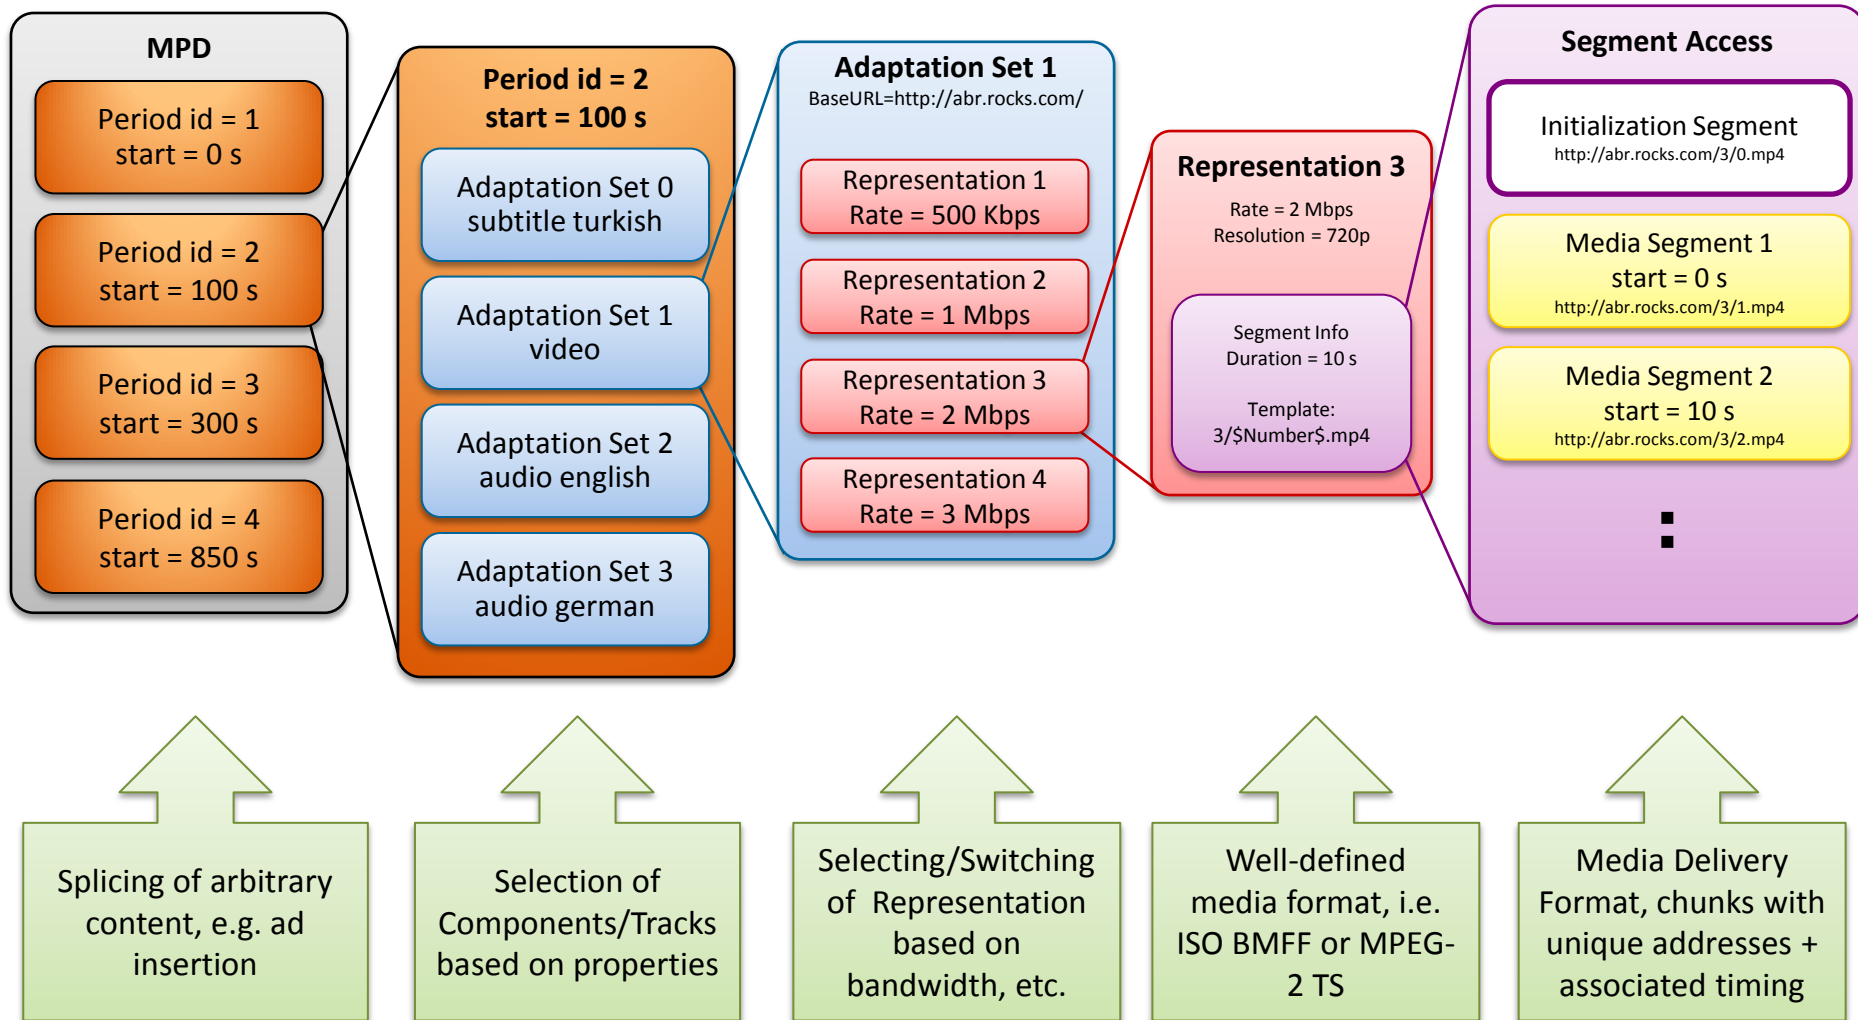 MPD
Period id = 1
start = 0 s
Period id = 2
start = 100 s
Period id = 3
start = 300 s
Period id = 4
start = 850 s
Period id = 2
start = 100 s
Adaptation Set 0
subtitle turkish
Adaptation Set 1
video
Adaptation Set 2
audio english
Adaptation Set 3
audio german
Adaptation Set 1
BaseURL=http://abr.rocks.com/
Representation 1
Rate = 500 Kbps
Representation 2
Rate = 1 Mbps
Representation 3
Rate = 2 Mbps
Representation 4
Rate = 3 Mbps
Representation 3
Rate = 2 Mbps
Resolution = 720p
Segment Info
Duration = 10 s
Template:
3/$Number$.mp4
Segment Access
Initialization Segment
http://abr.rocks.com/3/0.mp4
Media Segment 1
start = 0 s
http://abr.rocks.com/3/1.mp4
Media Segment 2
start = 10 s
http://abr.rocks.com/3/2.mp4
:
Splicing of arbitrary
content, e.g. ad
insertion
Selection of
Components/Tracks
based on properties
Selecting/Switching
of Representation
based on
bandwidth, etc.
Well-defined
media format, i.e.
ISO BMFF or MPEG-
2 TS
Media Delivery
Format, chunks with
unique addresses +
associated timing